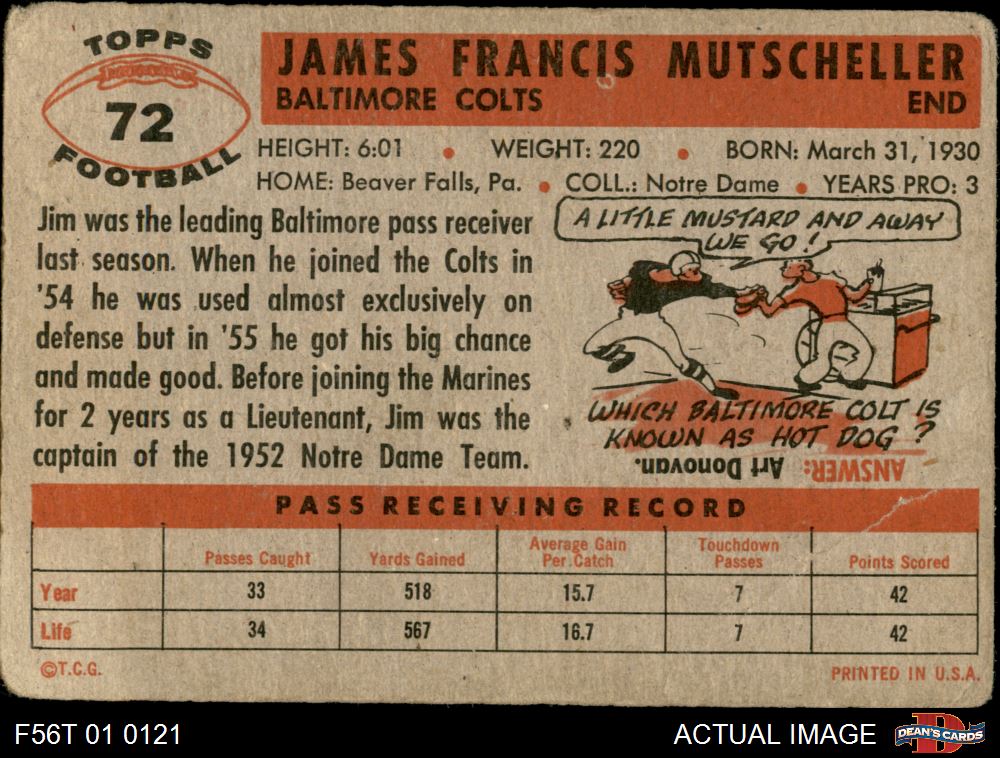 TOPPS
72
FOOTBALL
JAMES FRANCIS MUTSCHELLER
BALTIMORE COLTS END
HEIGHT: 6:01 • WEIGHT: 220 • BORN: March 31, 1930
HOME: Beaver Falls, Pa. • COLL.: Notre Dame • YEARS PRO: 3
Jim was the leading Baltimore pass receiver
last season. When he joined the Colts in
'54 he was used almost exclusively on
defense but in '55 he got his big chance
and made good. Before joining the Marines
for 2 years as a Lieutenant, Jim was the
captain of the 1952 Notre Dame Team.
A LITTLE MUSTARD AND AWAY
WE GO!
WHICH BALTIMORE COLT IS
KNOWN AS HOT DOG?
ANSWER: Art Donovan.
PASS RECEIVING RECORD
Passes Caught Yards Gained Average Gain Per Catch Touchdown Passes Points Scored
Year 33 518 15.7 7 42
Life 34 567 16.7 7 42
©T.C.G. PRINTED IN U.S.A.
F56T 01 0121 ACTUAL IMAGE DEAN'S CARDS